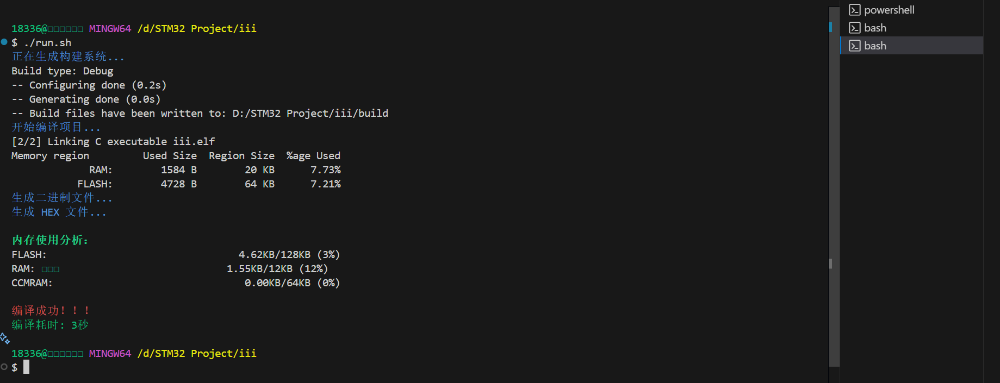 18336@□□□□□□ MINGW64 /d/STM32 Project/iii
$ ./run.sh
正在生成构建系统...
Build type: Debug
-- Configuring done (0.2s)
-- Generating done (0.0s)
-- Build files have been written to: D:/STM32 Project/iii/build
开始编译项目...
[2/2] Linking C executable iii.elf
Memory region         Used Size  Region Size  %age Used
             RAM:        1584 B        20 KB      7.73%
           FLASH:        4728 B        64 KB      7.21%
生成二进制文件...
生成 HEX 文件...
内存使用分析:
FLASH:                                4.62KB/128KB (3%)
RAM: □□□                            1.55KB/12KB (12%)
CCMRAM:                                0.00KB/64KB (0%)
编译成功！！！
编译耗时: 3秒
18336@□□□□□□ MINGW64 /d/STM32 Project/iii
$
powershell
bash
bash